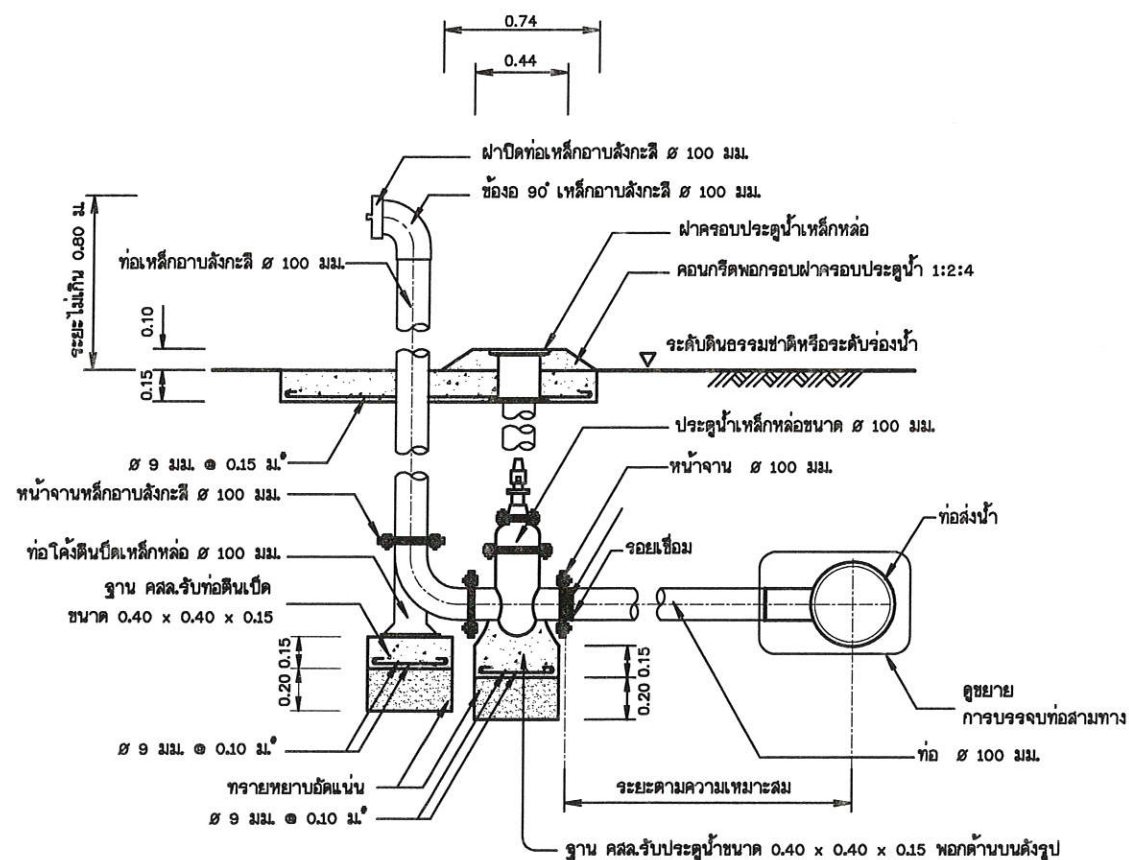 0.74
0.44
ฝาปิดท่อเหล็กอาบสังกะสี Ø 100 มม.
ข้องอ 90° เหล็กอาบสังกะสี Ø 100 มม.
ฝาครอบประตูน้ำเหล็กหล่อ
ท่อเหล็กอาบสังกะสี Ø 100 มม.
คอนกรีตพอกรอบฝาครอบประตูน้ำ 1:2:4
ระยะไม่เกิน 0.80 ม.
0.10
ระดับดินธรรมชาติหรือระดับร่องน้ำ
0.15
ประตูน้ำเหล็กหล่อขนาด Ø 100 มม.
Ø 9 มม. @ 0.15 ม.#
หน้าจาน Ø 100 มม.
หน้าจานหล็กอาบสังกะสี Ø 100 มม.
ท่อส่งน้ำ
รอยเชื่อม
ท่อโค้งตีนเป็ดเหล็กหล่อ Ø 100 มม.
ฐาน คสล.รับท่อตีนเป็ด
ขนาด 0.40 x 0.40 x 0.15
0.15
0.20
0.15
0.20
ดูขยาย
การบรรจบท่อสามทาง
Ø 9 มม. @ 0.10 ม.#
ท่อ Ø 100 มม.
ทรายหยาบอัดแน่น
ระยะตามความเหมาะสม
Ø 9 มม. @ 0.10 ม.#
ฐาน คสล.รับประตูน้ำขนาด 0.40 x 0.40 x 0.15 พอกด้านบนดังรูป